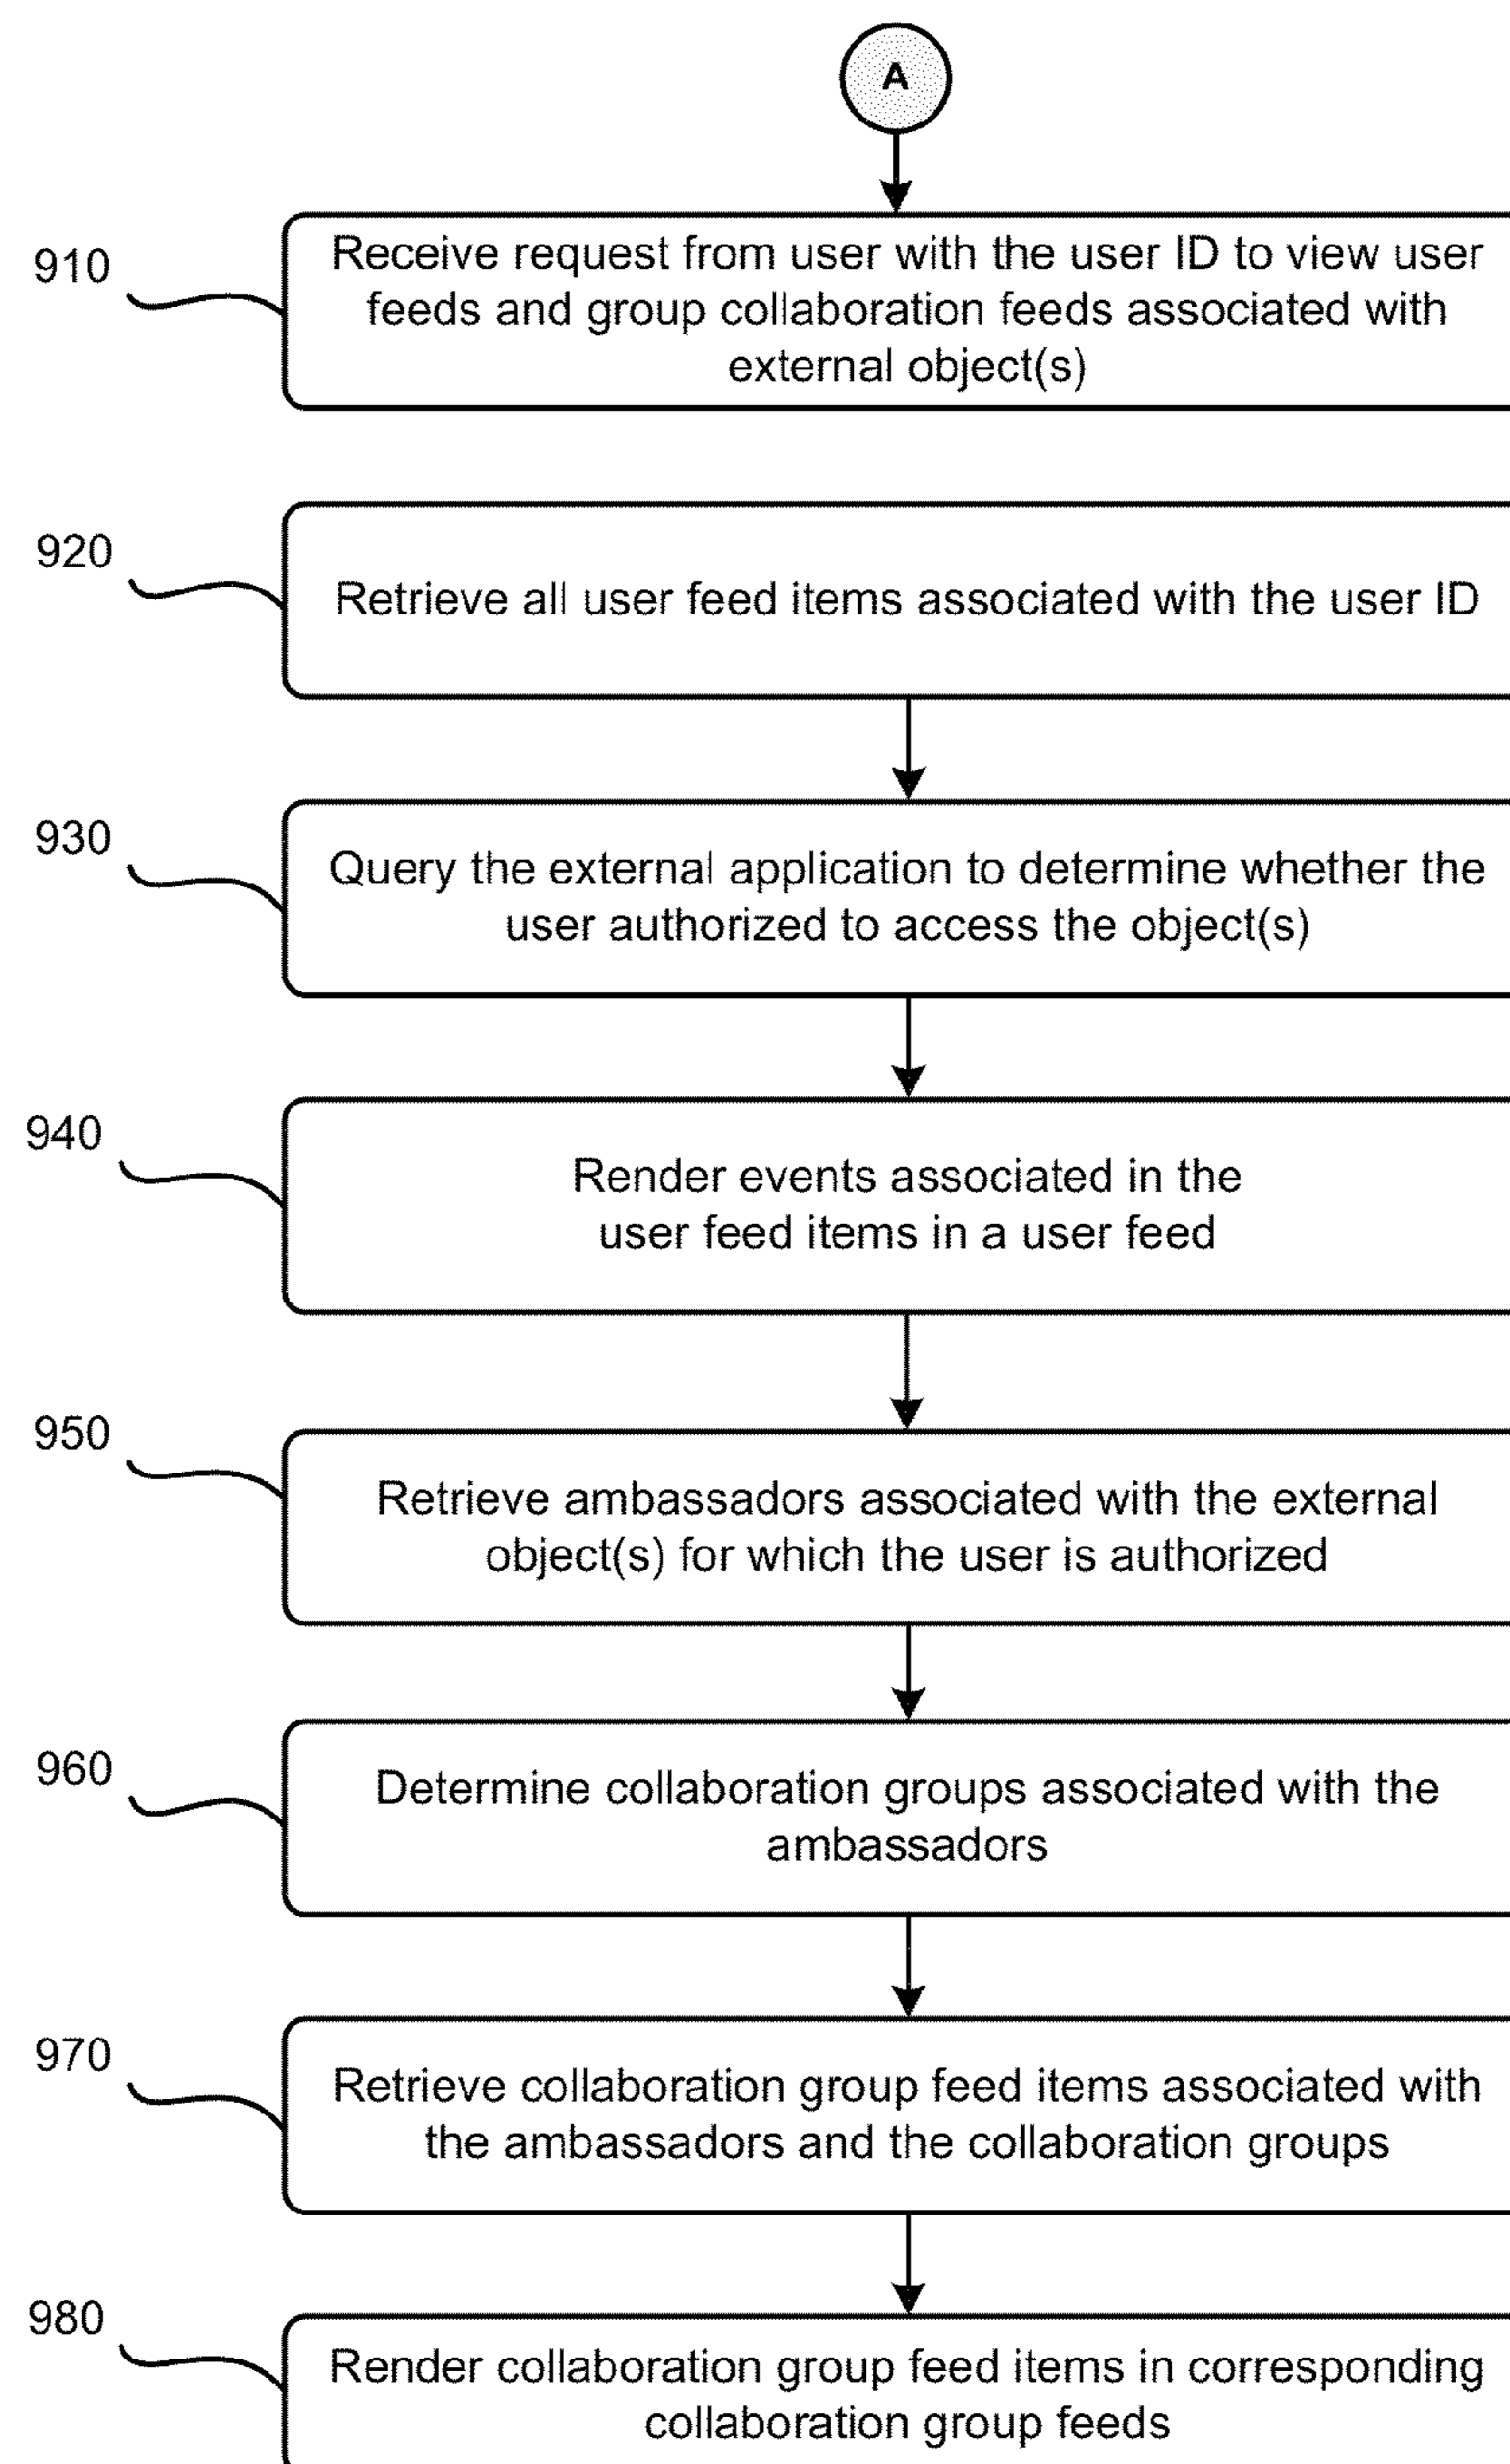 A
910
Receive request from user with the user ID to view user
feeds and group collaboration feeds associated with
external object(s)
920
Retrieve all user feed items associated with the user ID
930
Query the external application to determine whether the
user authorized to access the object(s)
940
Render events associated in the
user feed items in a user feed
950
Retrieve ambassadors associated with the external
object(s) for which the user is authorized
960
Determine collaboration groups associated with the
ambassadors
970
Retrieve collaboration group feed items associated with
the ambassadors and the collaboration groups
980
Render collaboration group feed items in corresponding
collaboration group feeds